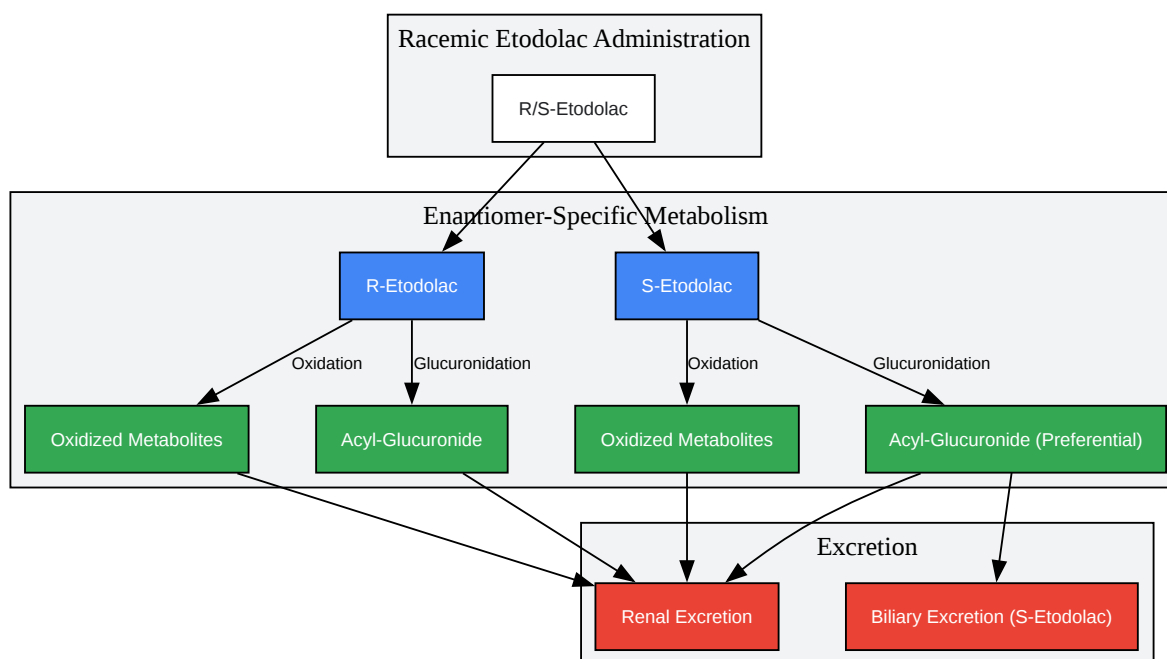 Racemic Etodolac Administration
R/S-Etodolac
Enantiomer-Specific Metabolism
R-Etodolac
S-Etodolac
Oxidation
Glucuronidation
Oxidation
Glucuronidation
Oxidized Metabolites
Acyl-Glucuronide
Oxidized Metabolites
Acyl-Glucuronide (Preferential)
Excretion
Renal Excretion
Biliary Excretion (S-Etodolac)